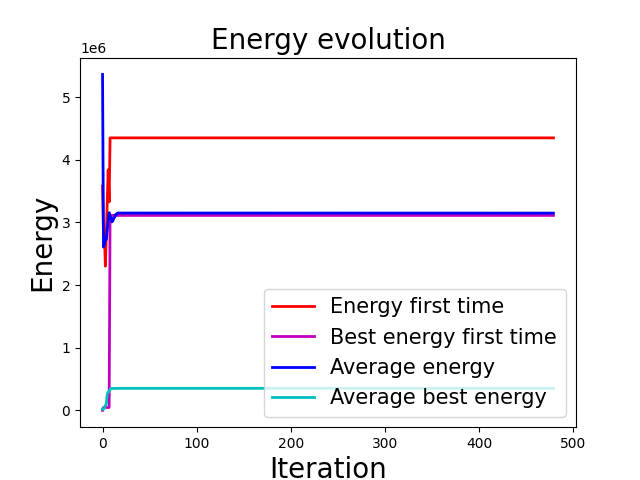 Energy evolution
1e6
Energy
5
4
3
2
1
0
Energy first time
Best energy first time
Average energy
Average best energy
0 100 200 300 400 500
Iteration